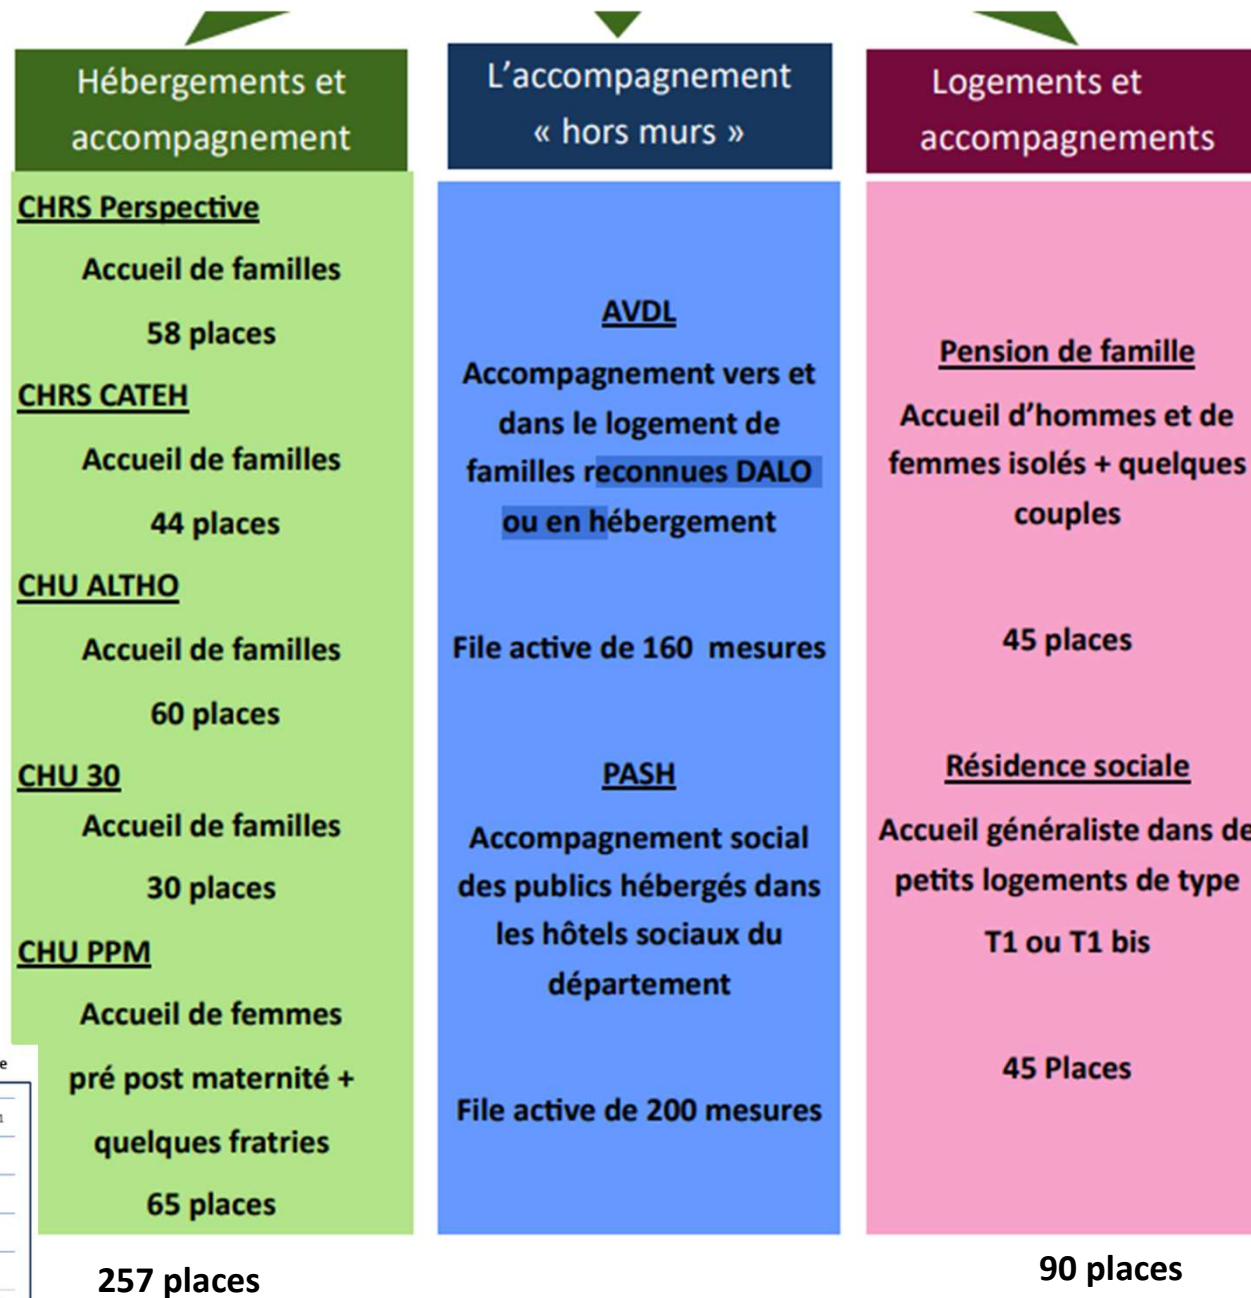 Hébergements et
accompagnement
CHRS Perspective
Accueil de familles
58 places
CHRS CATEH
Accueil de familles
44 places
CHU ALTHO
Accueil de familles
60 places
CHU 30
Accueil de familles
30 places
CHU PPM
Accueil de femmes
pré post maternité +
quelques fratries
65 places
257 places
L'accompagnement
« hors murs »
AVDL
Accompagnement vers et
dans le logement de
familles reconnues DALO
ou en hébergement
File active de 160 mesures
PASH
Accompagnement social
des publics hébergés dans
les hôtels sociaux du
département
File active de 200 mesures
Logements et
accompagnements
Pension de famille
Accueil d'hommes et de
femmes isolés + quelques
couples
45 places
Résidence sociale
Accueil généraliste dans de
petits logements de type
T1 ou T1 bis
45 Places
90 places